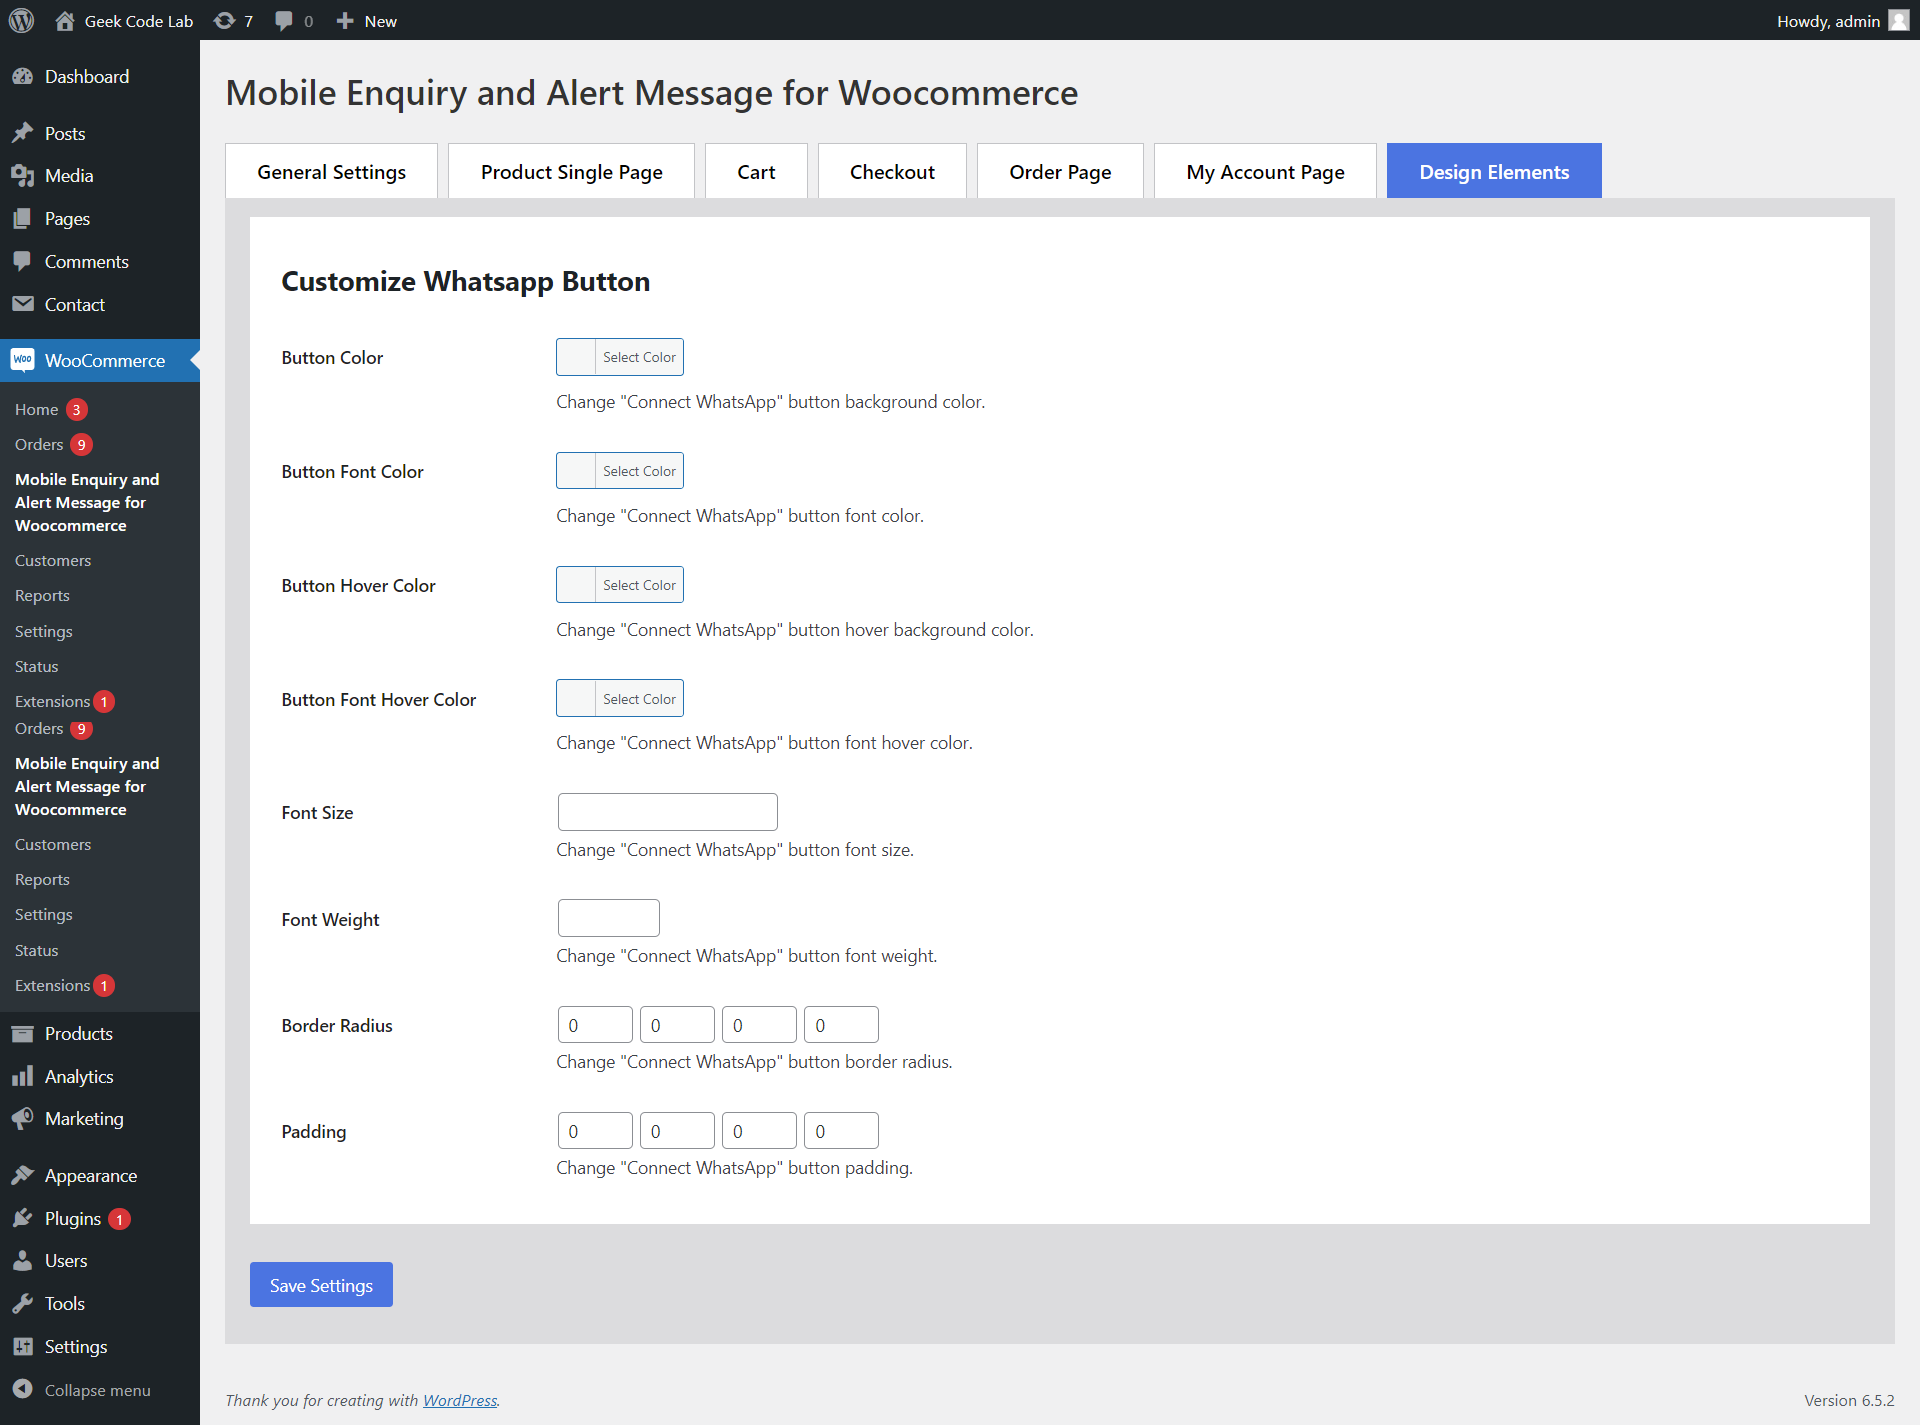 Geek Code Lab 7 0 New Howdy, admin
Dashboard
Posts
Media
Pages
Comments
Contact
Woo WooCommerce
Home 3
Orders 9
Mobile Enquiry and
Alert Message for
Woocommerce
Customers
Reports
Settings
Status
Extensions 1
Orders 9
Mobile Enquiry and
Alert Message for
Woocommerce
Customers
Reports
Settings
Status
Extensions 1
Products
Analytics
Marketing
Appearance
Plugins 1
Users
Tools
Settings
Collapse menu
Mobile Enquiry and Alert Message for Woocommerce
General Settings Product Single Page Cart Checkout Order Page My Account Page Design Elements
Customize Whatsapp Button
Button Color Select Color
Change "Connect WhatsApp" button background color.
Button Font Color Select Color
Change "Connect WhatsApp" button font color.
Button Hover Color Select Color
Change "Connect WhatsApp" button hover background color.
Button Font Hover Color Select Color
Change "Connect WhatsApp" button font hover color.
Font Size
Change "Connect WhatsApp" button font size.
Font Weight
Change "Connect WhatsApp" button font weight.
Border Radius 0 0 0 0
Change "Connect WhatsApp" button border radius.
Padding 0 0 0 0
Change "Connect WhatsApp" button padding.
Save Settings
Thank you for creating with WordPress. Version 6.5.2